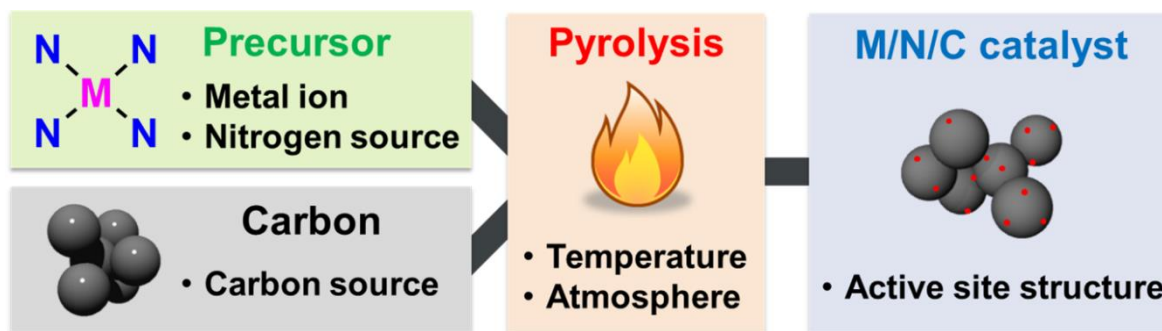 N N
M
N N
Precursor
• Metal ion
• Nitrogen source
Carbon
• Carbon source
Pyrolysis
• Temperature
• Atmosphere
M/N/C catalyst
• Active site structure